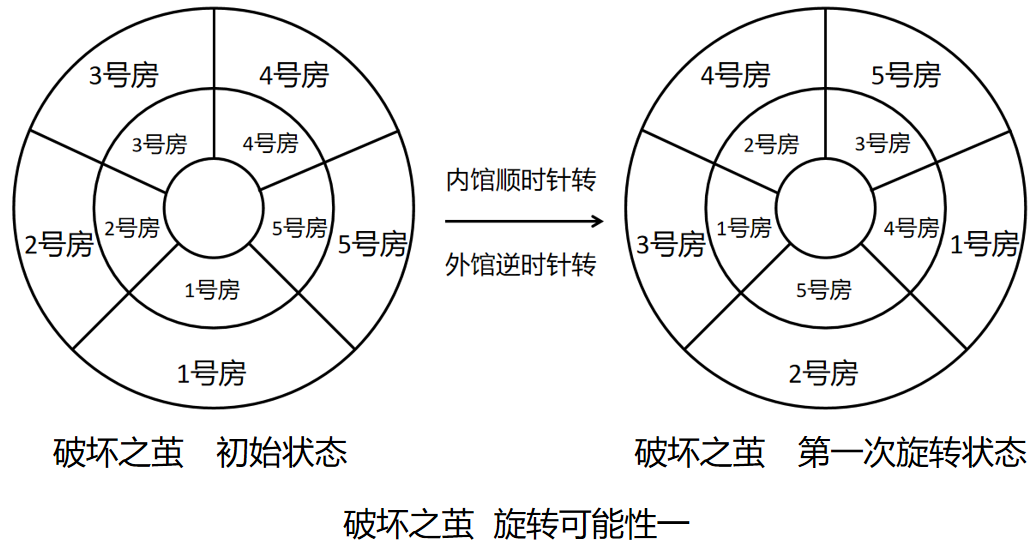 3号房
4号房
3号房
4号房
2号房
2号房
5号房
5号房
1号房
1号房
破坏之茧 初始状态
内馆顺时针转
外馆逆时针转
4号房
5号房
2号房
3号房
3号房
1号房
4号房
1号房
5号房
2号房
破坏之茧 第一次旋转状态
破坏之茧 旋转可能性一